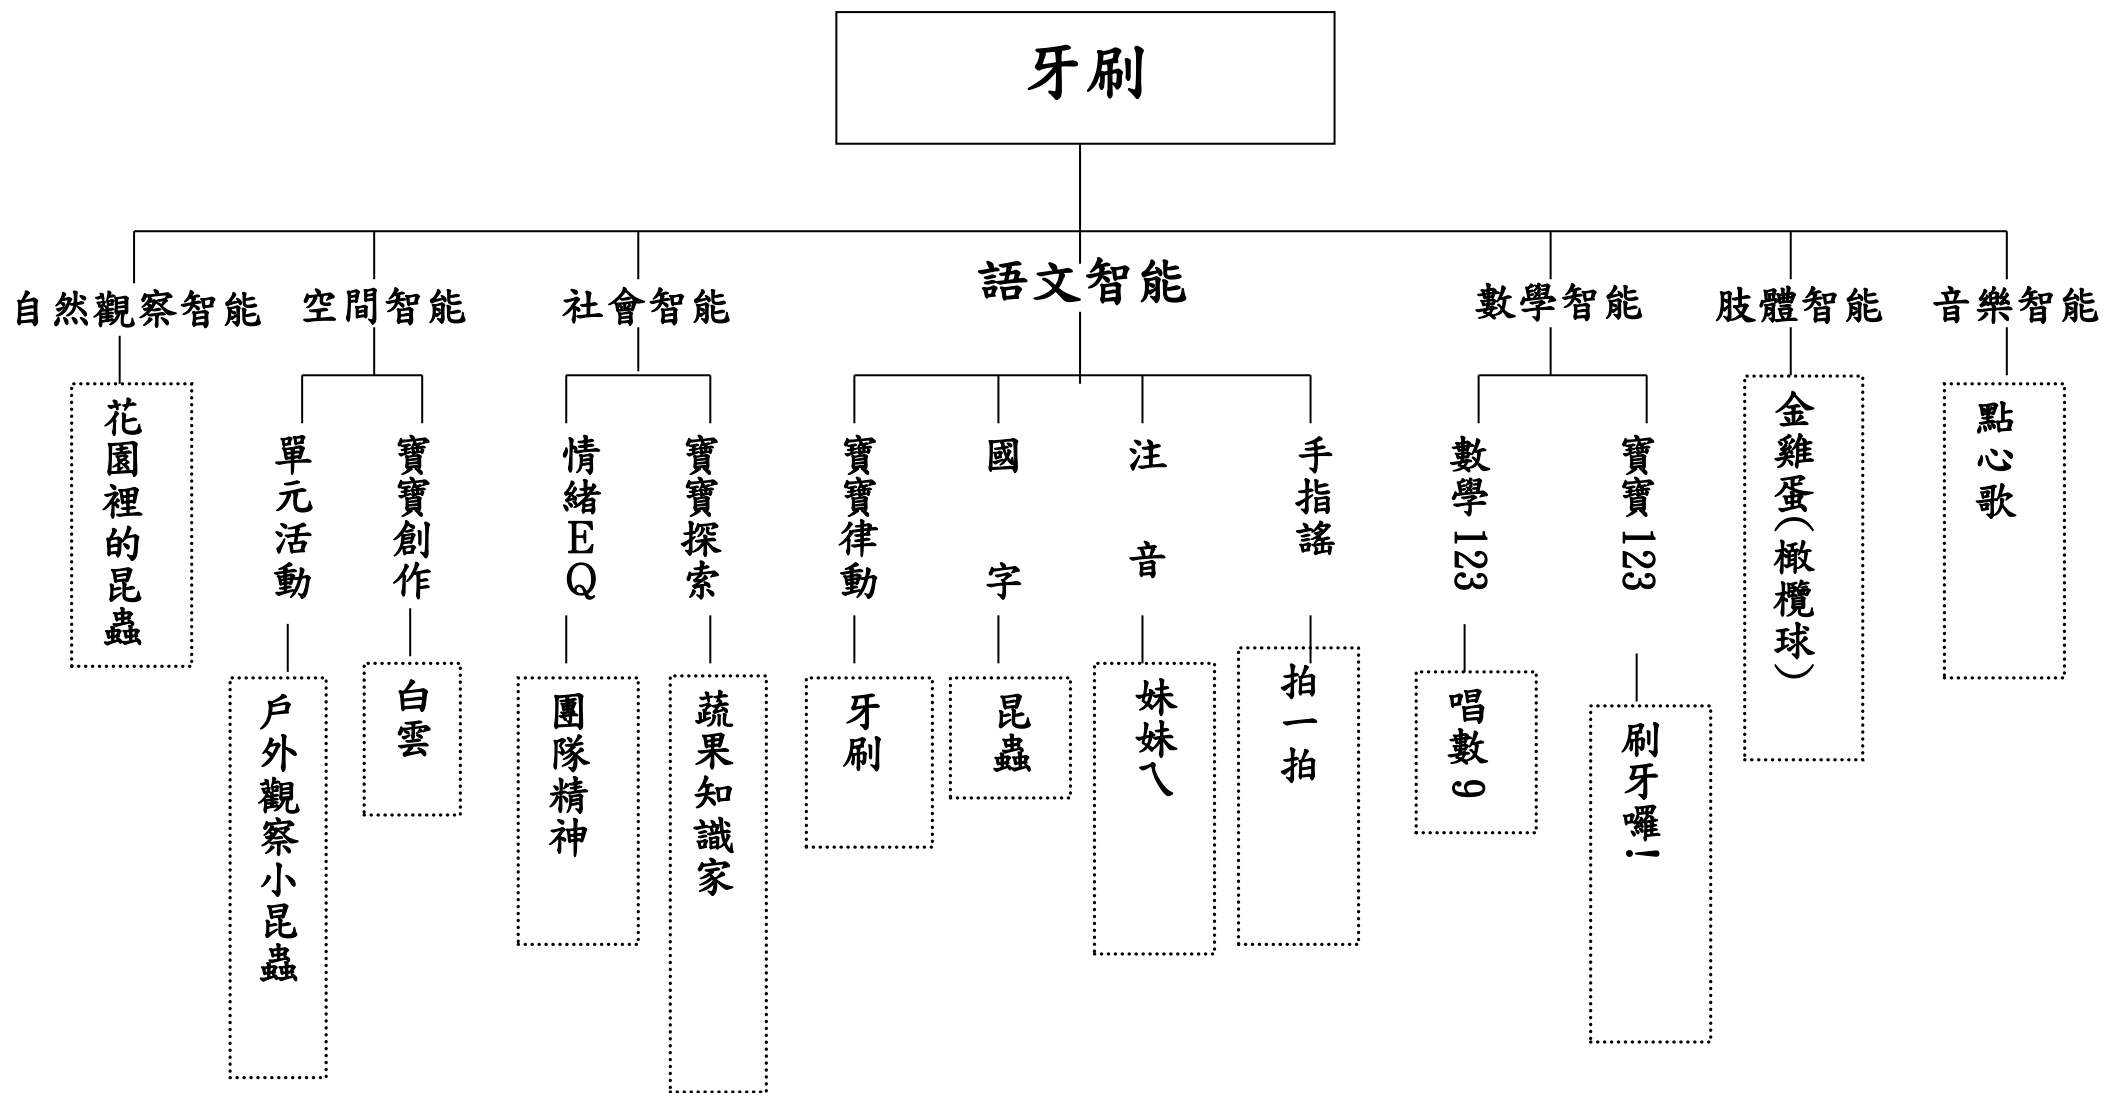 牙刷
自然觀察智能
空間智能
社會智能
語文智能
數學智能
肢體智能
音樂智能
花園裡的昆蟲
單元活動
寶寶創作
情緒EQ
寶寶探索
寶寶律動
國字
注音
手指謠
數學123
寶寶123
金雞蛋(橄欖球)
點心歌
戶外觀察小昆蟲
白雲
團隊精神
蔬果知識家
牙刷
昆蟲
妹妹ㄟ
拍一拍
唱數9
刷牙囉!